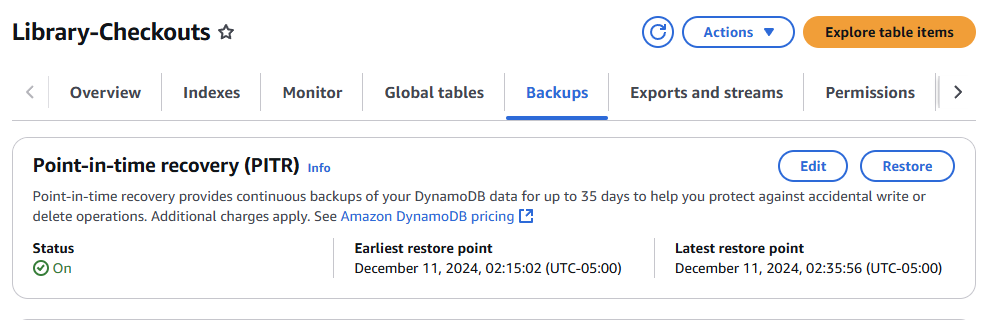 Library-Checkouts
Actions
Explore table items
Overview
Indexes
Monitor
Global tables
Backups
Exports and streams
Permissions
Point-in-time recovery (PITR) Info
Edit
Restore
Point-in-time recovery provides continuous backups of your DynamoDB data for up to 35 days to help you protect against accidental write or
delete operations. Additional charges apply. See Amazon DynamoDB pricing
Status
On
Earliest restore point
December 11, 2024, 02:15:02 (UTC-05:00)
Latest restore point
December 11, 2024, 02:35:56 (UTC-05:00)